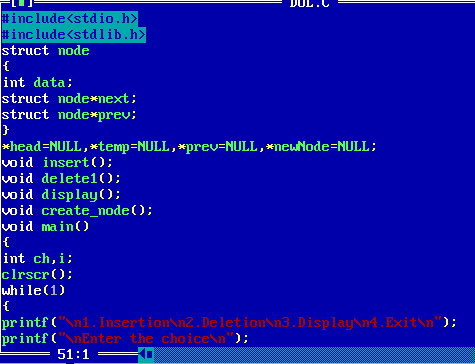 DUL.C
#include<stdio.h>
#include<stdlib.h>
struct node
{
int data;
struct node*next;
struct node*prev;
}
*head=NULL,*temp=NULL,*prev=NULL,*newNode=NULL;
void insert();
void delete1();
void display();
void create_node();
void main()
{
int ch,i;
clrscr();
while(1)
{
printf("\n1.Insertion\n2.Deletion\n3.Display\n4.Exit\n");
printf("\nEnter the choice\n");
51:1